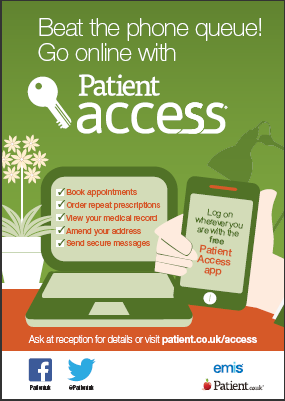 Beat the phone queue!
Go online with
Patient
access
Book appointments
Order repeat prescriptions
View your medical record
Amend your address
Send secure messages
Log on
wherever you
are with the
free
Patient
Access
app
Ask at reception for details or visit patient.co.uk/access
Patientuk
@Patientuk
emis
Patient.co.uk